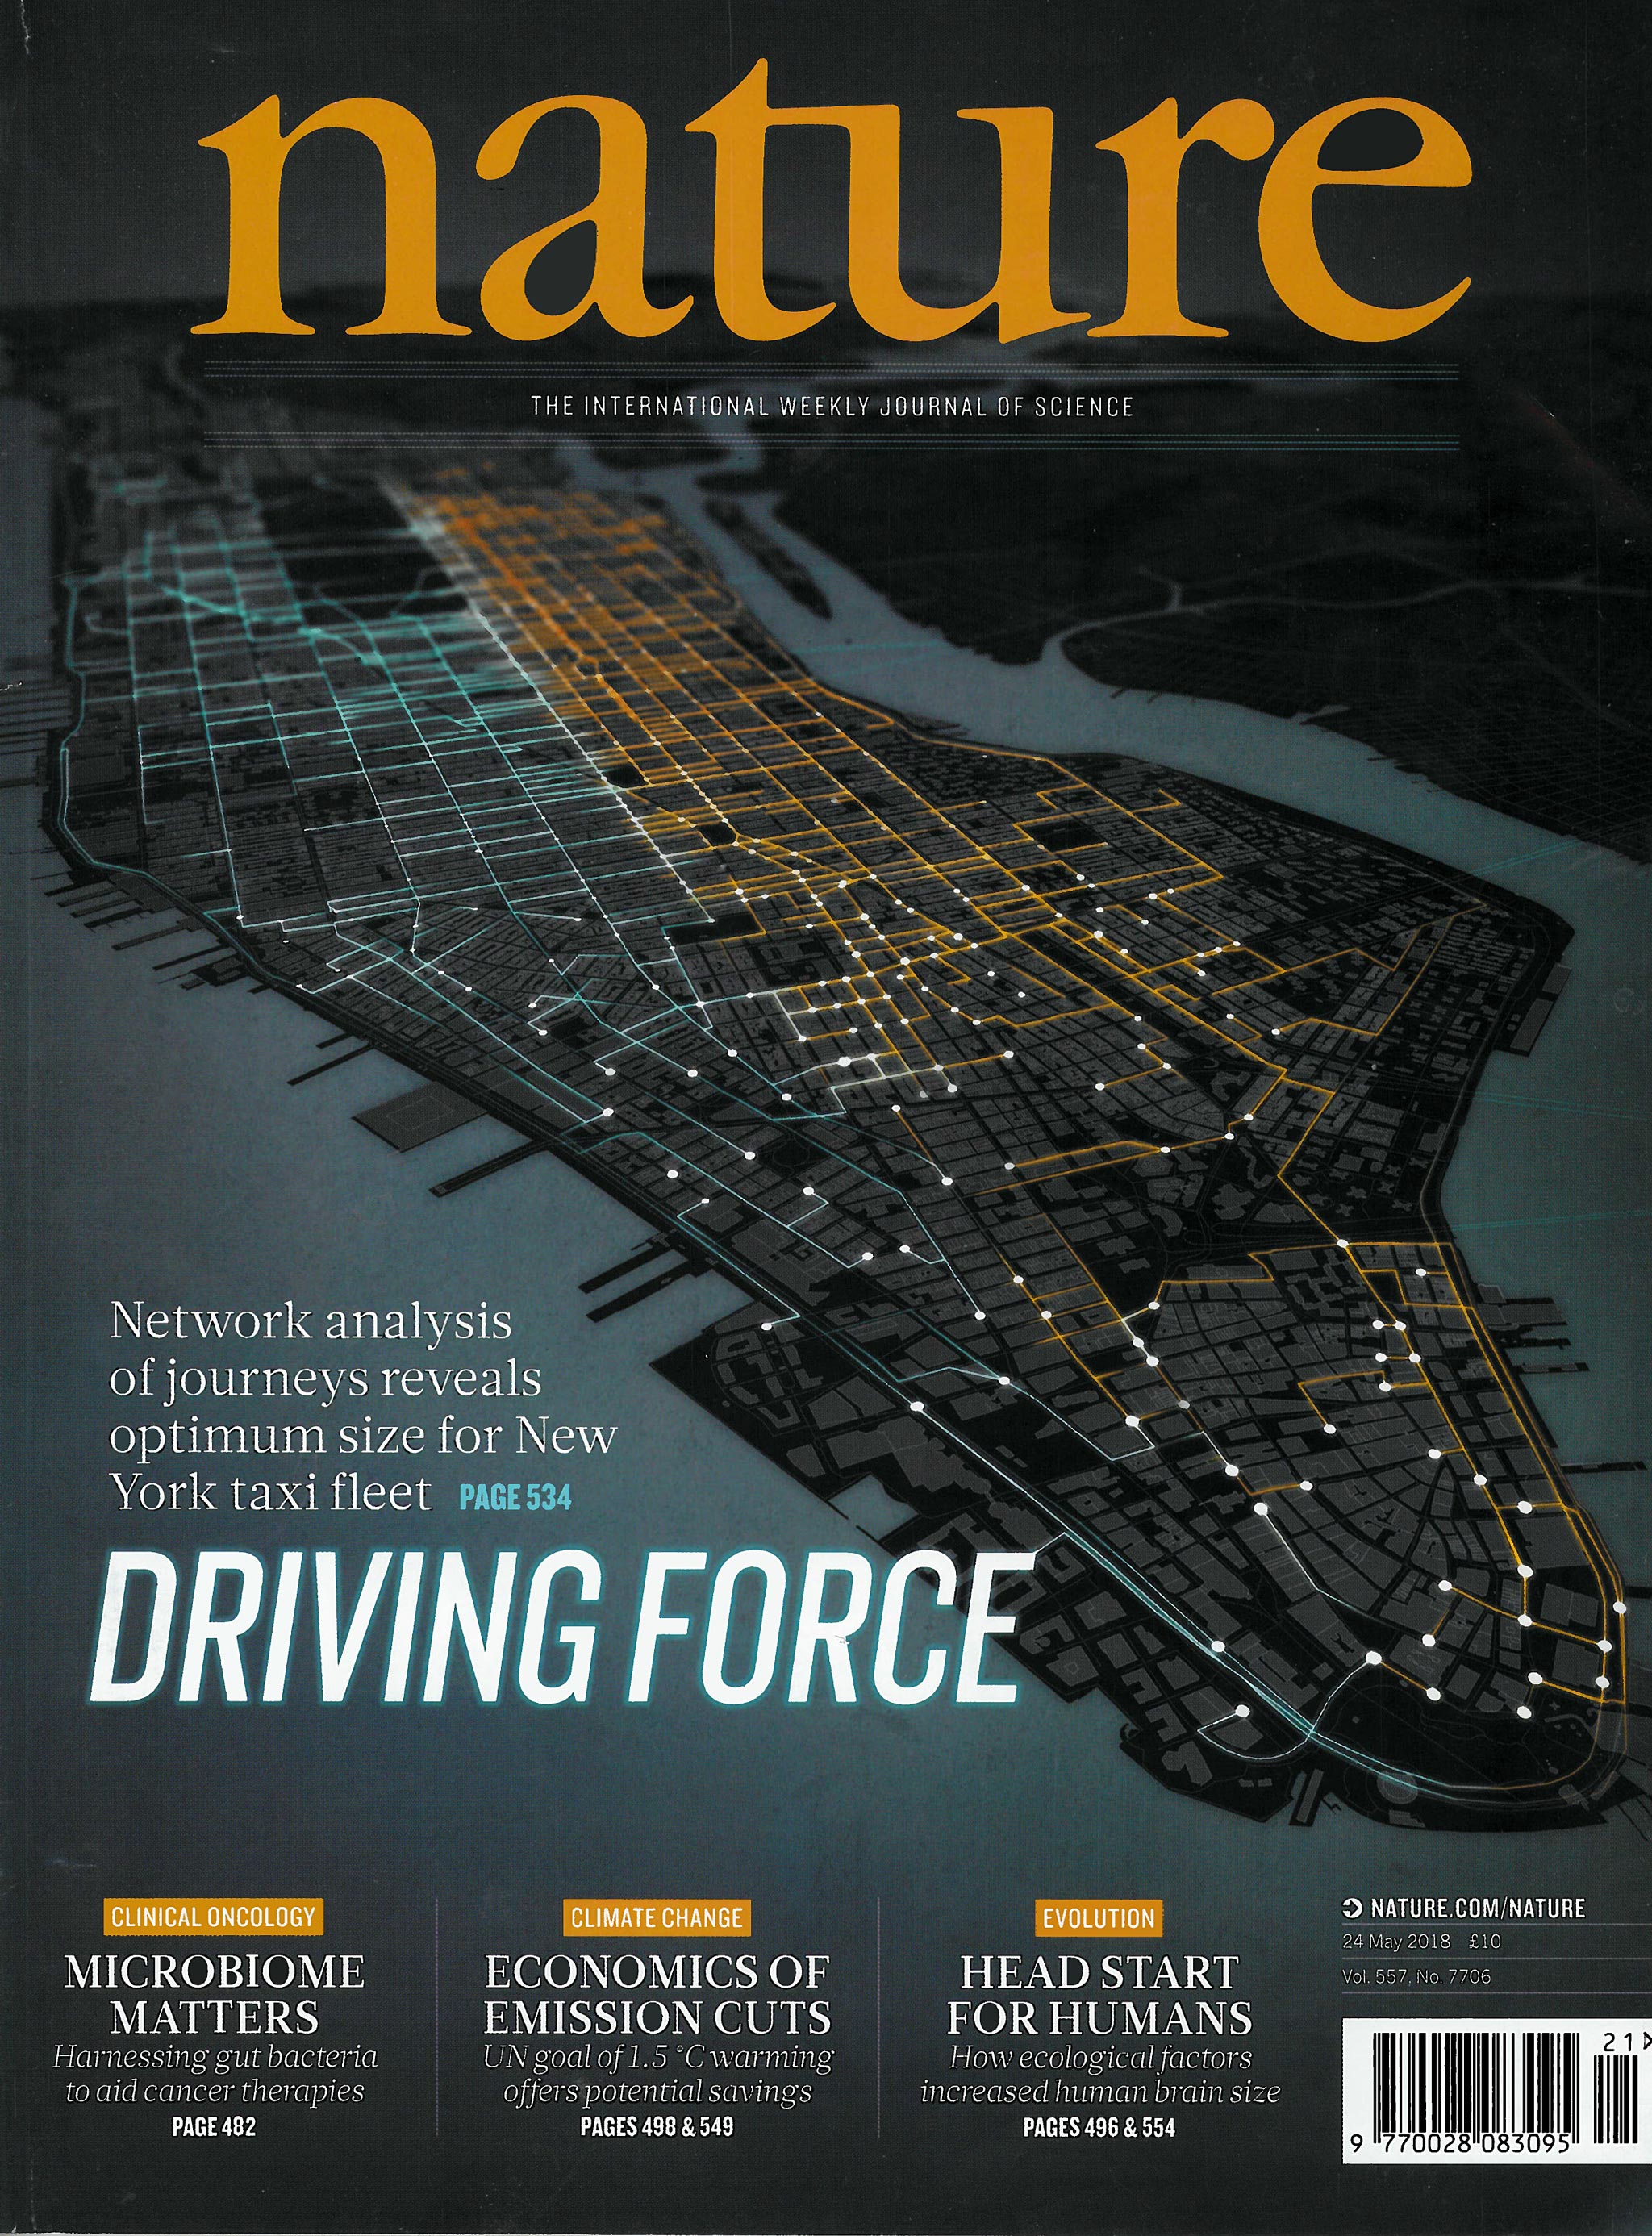 nature
THE INTERNATIONAL WEEKLY JOURNAL OF SCIENCE
Network analysis
of journeys reveals
optimum size for New
York taxi fleet PAGE 534
DRIVING FORCE
CLINICAL ONCOLOGY
MICROBIOME
MATTERS
Harnessing gut bacteria
to aid cancer therapies
PAGE 482
CLIMATE CHANGE
ECONOMICS OF
EMISSION CUTS
UN goal of 1.5 °C warming
offers potential savings
PAGES 498 & 549
EVOLUTION
HEAD START
FOR HUMANS
How ecological factors
increased human brain size
PAGES 496 & 554
NATURE.COM/NATURE
24 May 2018 £10
Vol. 557, No. 7706
21
9 770028 083095